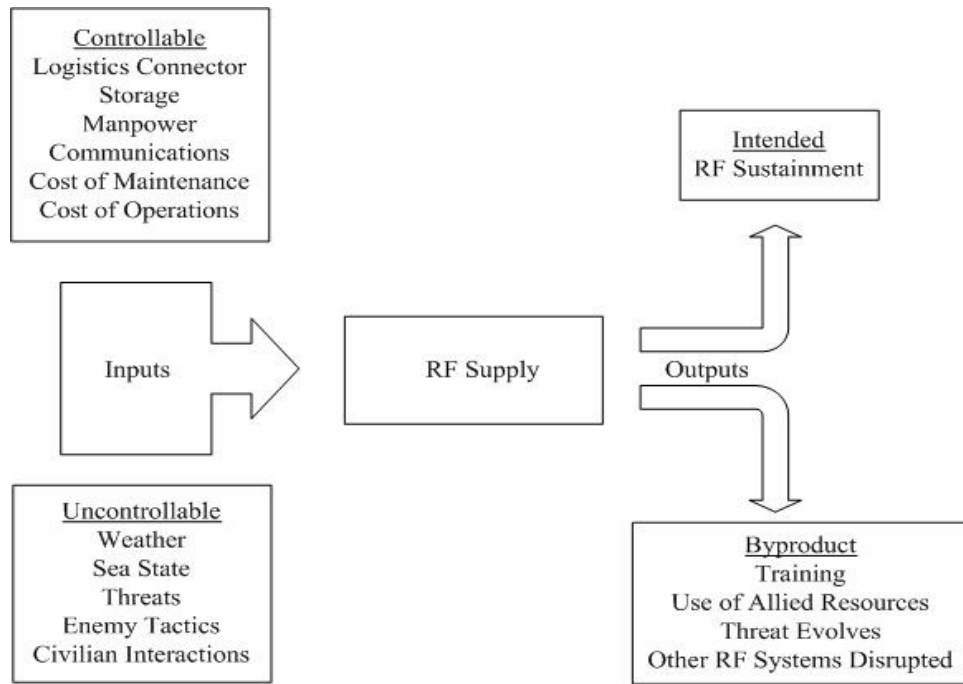 Controllable
Logistics Connector
Storage
Manpower
Communications
Cost of Maintenance
Cost of Operations
Intended
RF Sustainment
Inputs
RF Supply
Outputs
Uncontrollable
Weather
Sea State
Threats
Enemy Tactics
Civilian Interactions
Byproduct
Training
Use of Allied Resources
Threat Evolves
Other RF Systems Disrupted